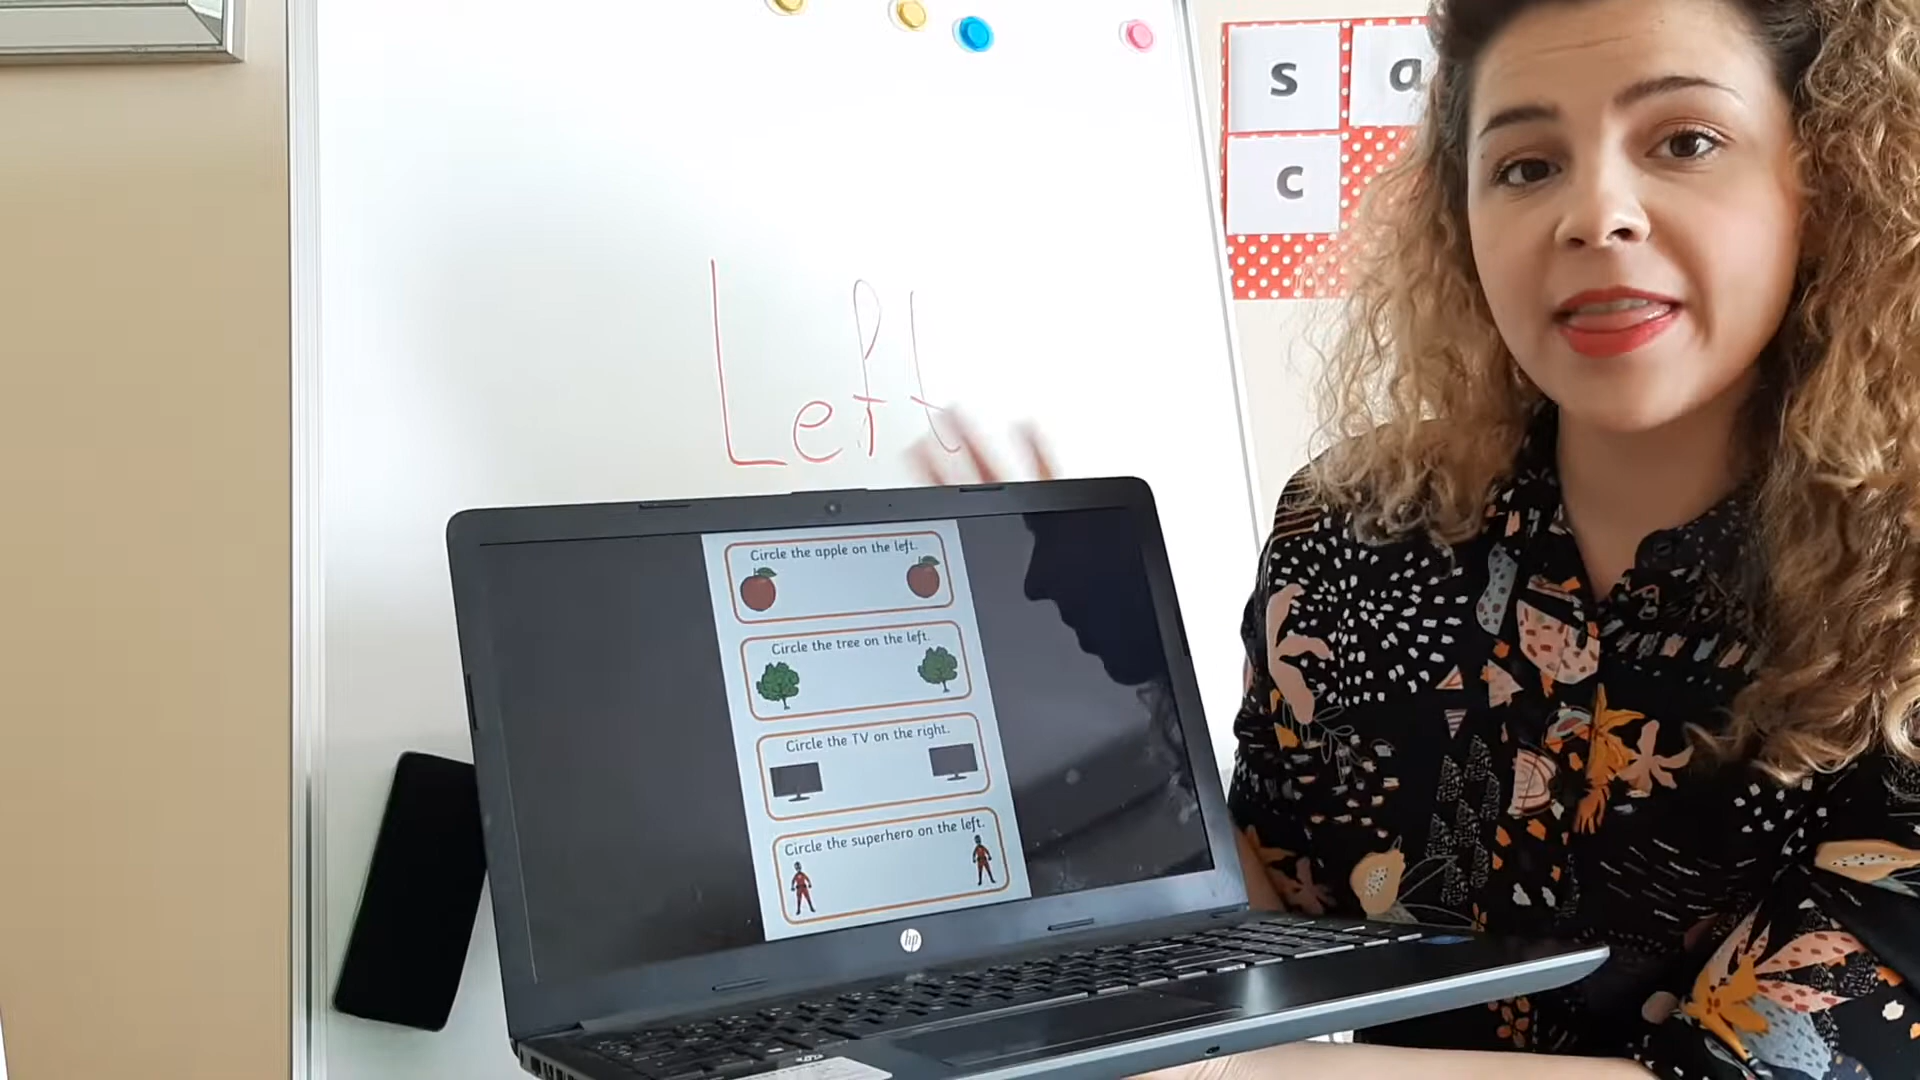 s a
c
Left
Circle the apple on the left.
Circle the tree on the left.
Circle the TV on the right.
Circle the superhero on the left.
hp